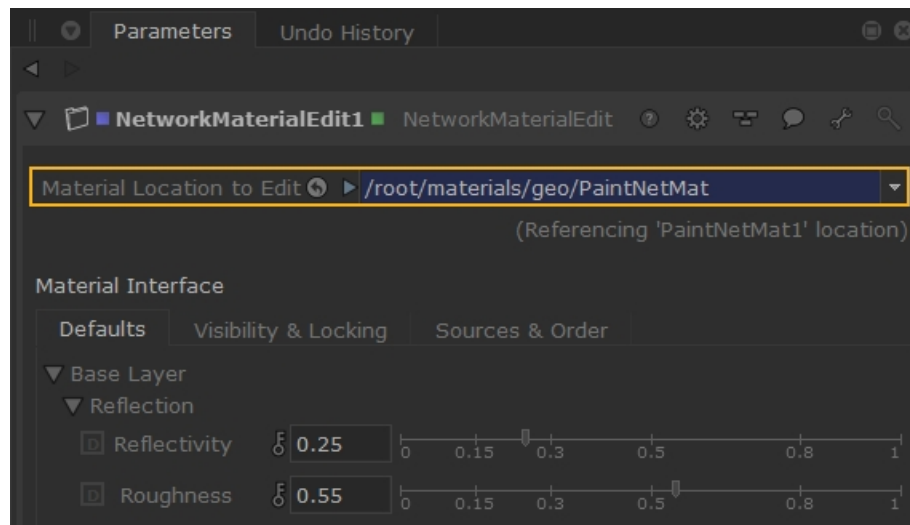 Parameters Undo History
NetworkMaterialEdit1 NetworkMaterialEdit
Material Location to Edit /root/materials/geo/PaintNetMat
(Referencing 'PaintNetMat1' location)
Material Interface
Defaults Visibility & Locking Sources & Order
Base Layer
Reflection
D Reflectivity 0.25 0 0.15 0.3 0.5 0.8 1
D Roughness 0.55 0 0.15 0.3 0.5 0.8 1